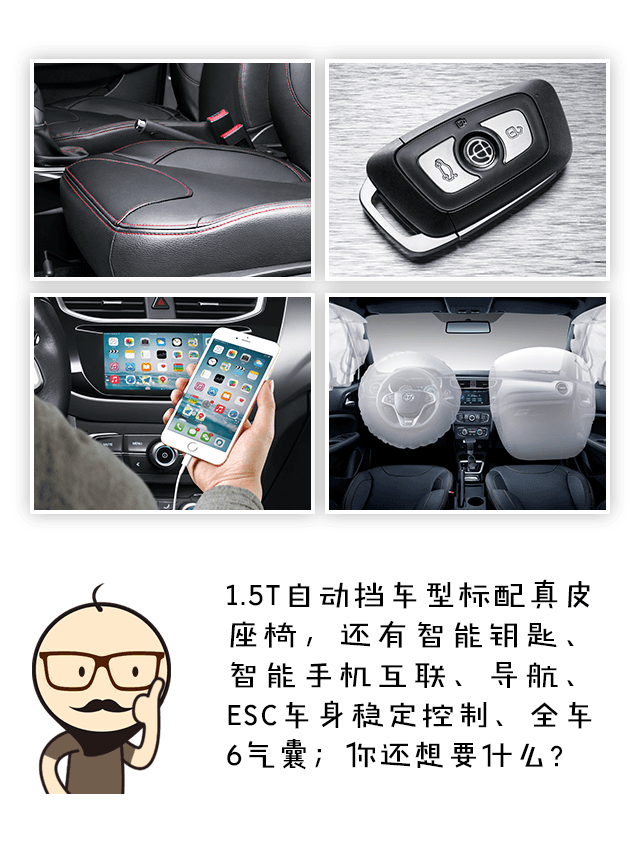 1.5T自动挡车型标配真皮
座椅，还有智能钥匙、
智能手机互联、导航、
ESC车身稳定控制、全车
6气囊；你还想要什么？